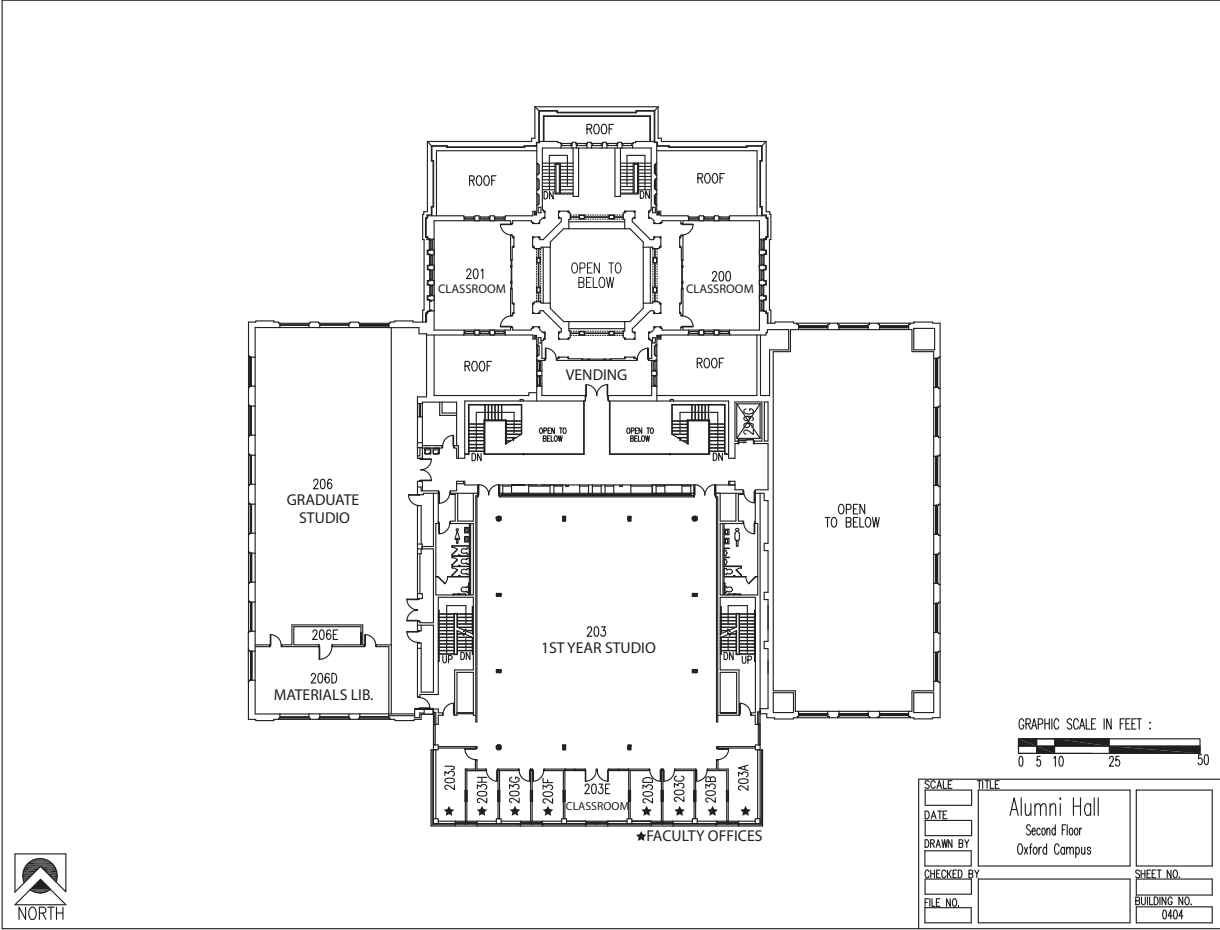 ROOF
ROOF
ROOF
DN
DN
201
CLASSROOM
OPEN TO
BELOW
200
CLASSROOM
ROOF
VENDING
ROOF
OPEN TO
BELOW
OPEN TO
BELOW
299G
DN
DN
206
GRADUATE
STUDIO
OPEN
TO BELOW
203
1ST YEAR STUDIO
206E
UP
DN
DN
UP
206D
MATERIALS LIB.
203J
203H
203G
203F
203E
CLASSROOM
203D
203C
203B
203A
★FACULTY OFFICES
GRAPHIC SCALE IN FEET :
0 5 10 25 50
SCALE
TITLE
Alumni Hall
Second Floor
Oxford Campus
DATE
DRAWN BY
CHECKED BY
FILE NO.
SHEET NO.
BUILDING NO.
0404
NORTH